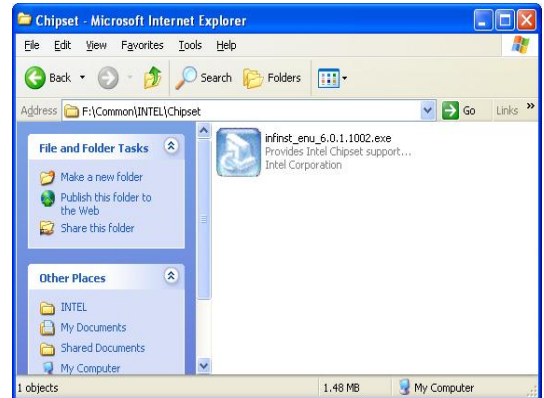 Chipset - Microsoft Internet Explorer
File Edit View Favorites Tools Help
Back Search Folders
Address F:\Common\INTEL\Chipset Go Links »
File and Folder Tasks
Make a new folder
Publish this folder to
the Web
Share this folder
Other Places
INTEL
My Documents
Shared Documents
My Computer
infinst_enu_6.0.1.1002.exe
Provides Intel Chipset support...
Intel Corporation
1 objects 1.48 MB My Computer